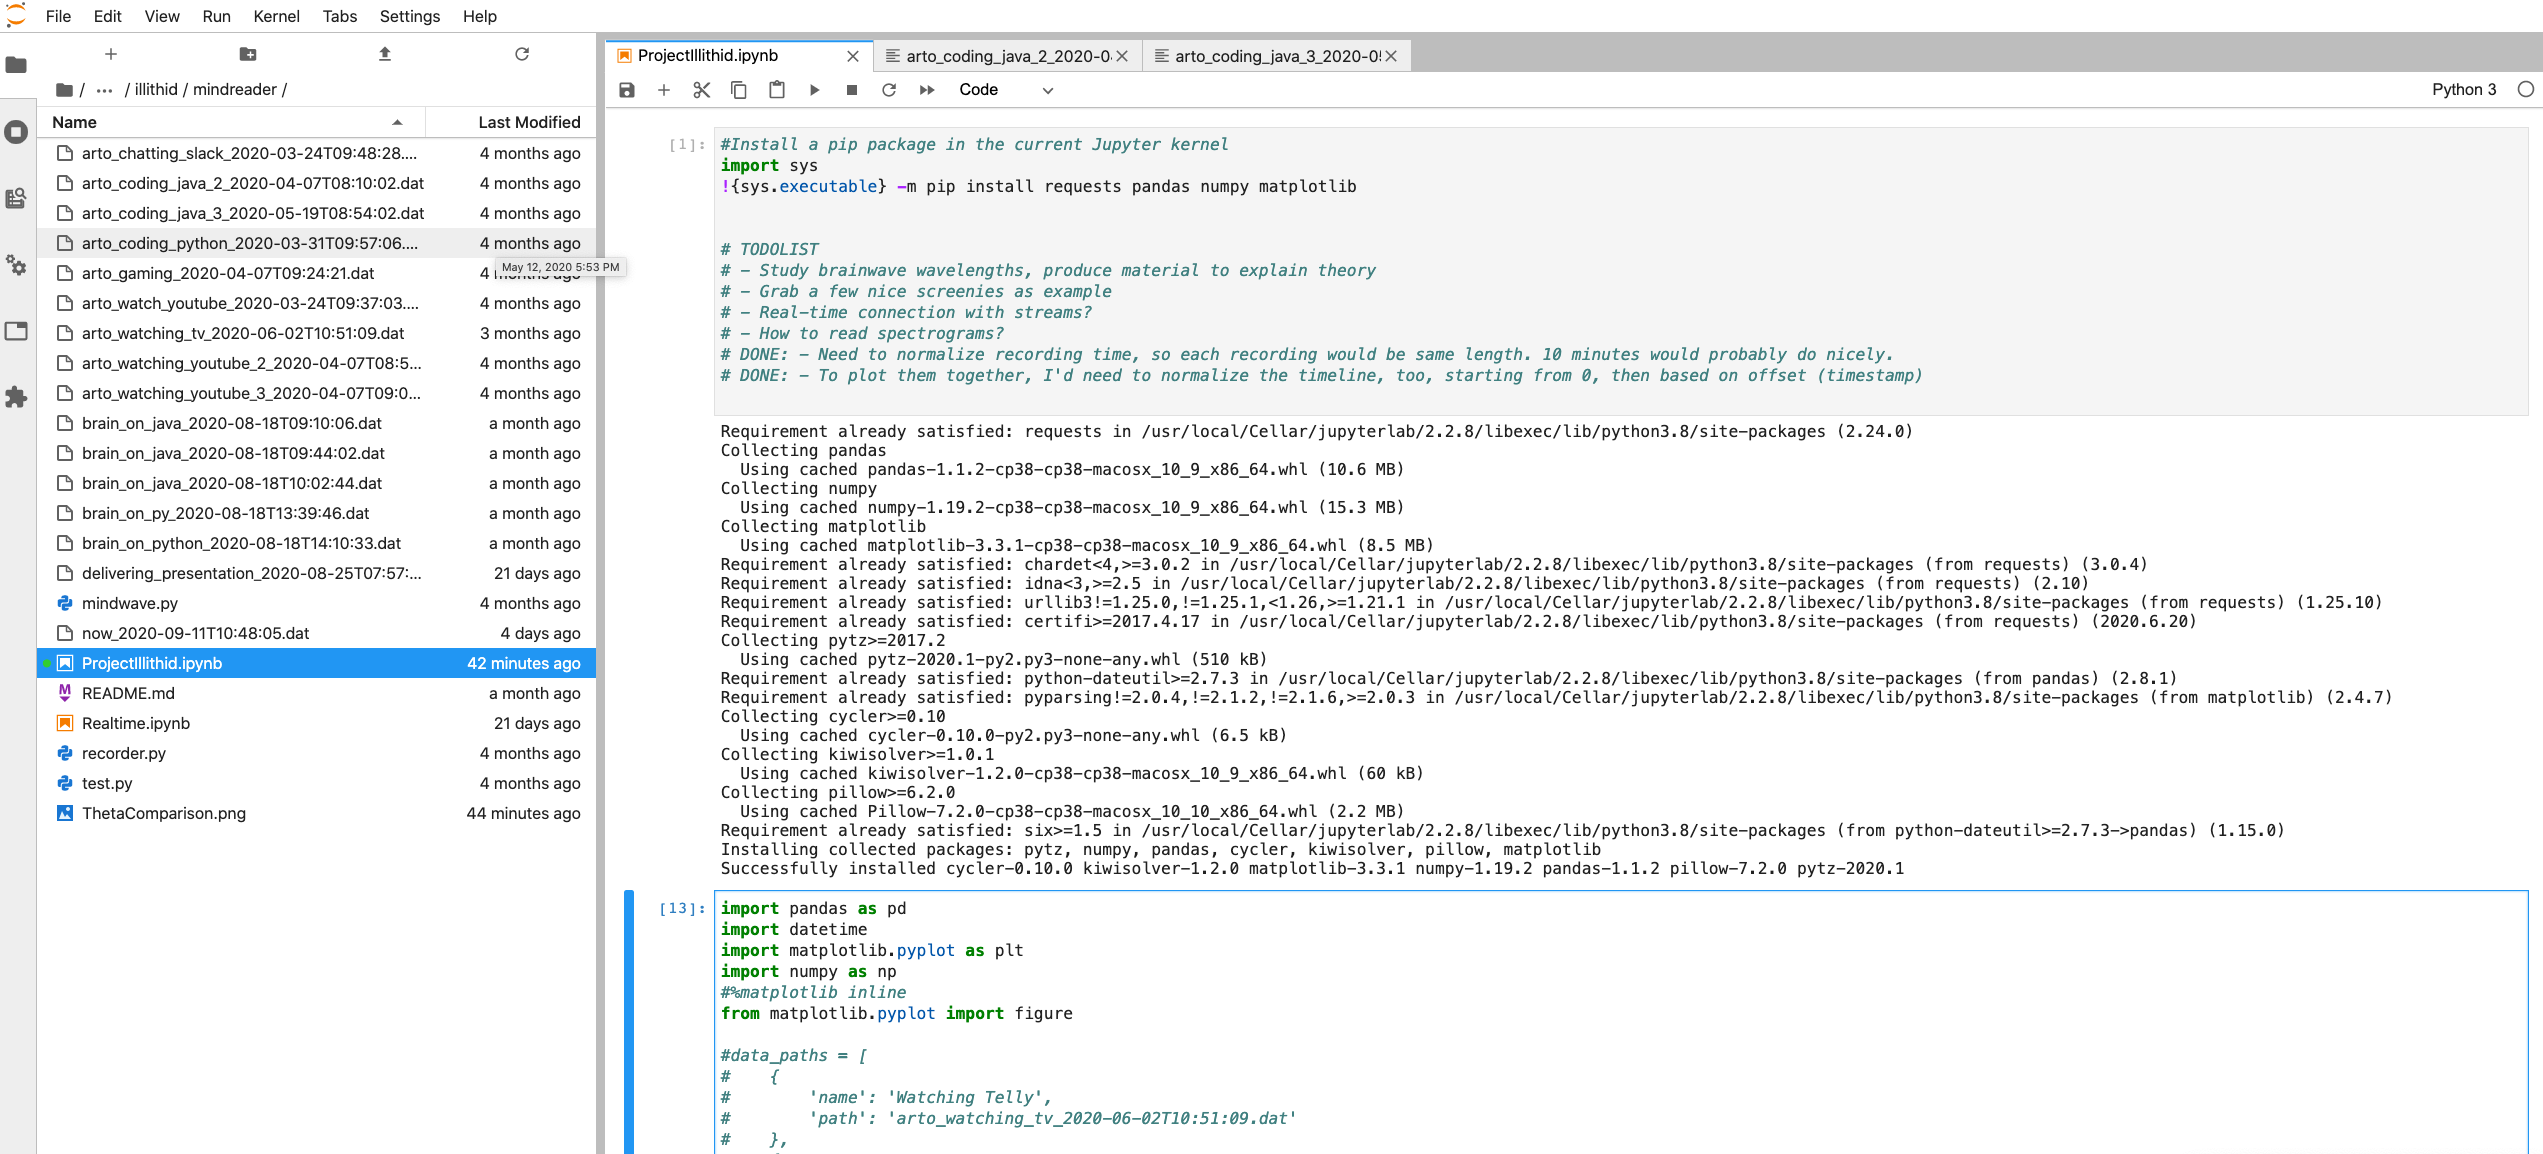 File Edit View Run Kernel Tabs Settings Help
/ ... / illithid / mindreader /
Name Last Modified
arto_chatting_slack_2020-03-24T09:48:28.... 4 months ago
arto_coding_java_2_2020-04-07T08:10:02.dat 4 months ago
arto_coding_java_3_2020-05-19T08:54:02.dat 4 months ago
arto_coding_python_2020-03-31T09:57:06.... 4 months ago
May 12, 2020 5:53 PM
arto_gaming_2020-04-07T09:24:21.dat 4 months ago
arto_watch_youtube_2020-03-24T09:37:03.... 4 months ago
arto_watching_tv_2020-06-02T10:51:09.dat 3 months ago
arto_watching_youtube_2_2020-04-07T08:5... 4 months ago
arto_watching_youtube_3_2020-04-07T09:0... 4 months ago
brain_on_java_2020-08-18T09:10:06.dat a month ago
brain_on_java_2020-08-18T09:44:02.dat a month ago
brain_on_java_2020-08-18T10:02:44.dat a month ago
brain_on_py_2020-08-18T13:39:46.dat a month ago
brain_on_python_2020-08-18T14:10:33.dat a month ago
delivering_presentation_2020-08-25T07:57:... 21 days ago
mindwave.py 4 months ago
now_2020-09-11T10:48:05.dat 4 days ago
ProjectIllithid.ipynb 42 minutes ago
README.md a month ago
Realtime.ipynb 21 days ago
recorder.py 4 months ago
test.py 4 months ago
ThetaComparison.png 44 minutes ago
ProjectIllithid.ipynb arto_coding_java_2_2020-0 arto_coding_java_3_2020-0
Code Python 3
[1]: #Install a pip package in the current Jupyter kernel
import sys
!{sys.executable} -m pip install requests pandas numpy matplotlib
# TODOLIST
# - Study brainwave wavelengths, produce material to explain theory
# - Grab a few nice screenies as example
# - Real-time connection with streams?
# - How to read spectrograms?
# DONE: - Need to normalize recording time, so each recording would be same length. 10 minutes would probably do nicely.
# DONE: - To plot them together, I'd need to normalize the timeline, too, starting from 0, then based on offset (timestamp)
Requirement already satisfied: requests in /usr/local/Cellar/jupyterlab/2.2.8/libexec/lib/python3.8/site-packages (2.24.0)
Collecting pandas
Using cached pandas-1.1.2-cp38-cp38-macosx_10_9_x86_64.whl (10.6 MB)
Collecting numpy
Using cached numpy-1.19.2-cp38-cp38-macosx_10_9_x86_64.whl (15.3 MB)
Collecting matplotlib
Using cached matplotlib-3.3.1-cp38-cp38-macosx_10_9_x86_64.whl (8.5 MB)
Requirement already satisfied: chardet<4,>=3.0.2 in /usr/local/Cellar/jupyterlab/2.2.8/libexec/lib/python3.8/site-packages (from requests) (3.0.4)
Requirement already satisfied: idna<3,>=2.5 in /usr/local/Cellar/jupyterlab/2.2.8/libexec/lib/python3.8/site-packages (from requests) (2.10)
Requirement already satisfied: urllib3!=1.25.0,!=1.25.1,<1.26,>=1.21.1 in /usr/local/Cellar/jupyterlab/2.2.8/libexec/lib/python3.8/site-packages (from requests) (1.25.10)
Requirement already satisfied: certifi>=2017.4.17 in /usr/local/Cellar/jupyterlab/2.2.8/libexec/lib/python3.8/site-packages (from requests) (2020.6.20)
Collecting pytz>=2017.2
Using cached pytz-2020.1-py2.py3-none-any.whl (510 kB)
Requirement already satisfied: python-dateutil>=2.7.3 in /usr/local/Cellar/jupyterlab/2.2.8/libexec/lib/python3.8/site-packages (from pandas) (2.8.1)
Requirement already satisfied: pyparsing!=2.0.4,!=2.1.2,!=2.1.6,>=2.0.3 in /usr/local/Cellar/jupyterlab/2.2.8/libexec/lib/python3.8/site-packages (from matplotlib) (2.4.7)
Collecting cycler>=0.10
Using cached cycler-0.10.0-py2.py3-none-any.whl (6.5 kB)
Collecting kiwisolver>=1.0.1
Using cached kiwisolver-1.2.0-cp38-cp38-macosx_10_9_x86_64.whl (60 kB)
Collecting pillow>=6.2.0
Using cached Pillow-7.2.0-cp38-cp38-macosx_10_10_x86_64.whl (2.2 MB)
Requirement already satisfied: six>=1.5 in /usr/local/Cellar/jupyterlab/2.2.8/libexec/lib/python3.8/site-packages (from python-dateutil>=2.7.3->pandas) (1.15.0)
Installing collected packages: pytz, numpy, pandas, cycler, kiwisolver, pillow, matplotlib
Successfully installed cycler-0.10.0 kiwisolver-1.2.0 matplotlib-3.3.1 numpy-1.19.2 pandas-1.1.2 pillow-7.2.0 pytz-2020.1
[13]: import pandas as pd
import datetime
import matplotlib.pyplot as plt
import numpy as np
#%matplotlib inline
from matplotlib.pyplot import figure
#data_paths = [
# {
# 'name': 'Watching Telly',
# 'path': 'arto_watching_tv_2020-06-02T10:51:09.dat'
# },